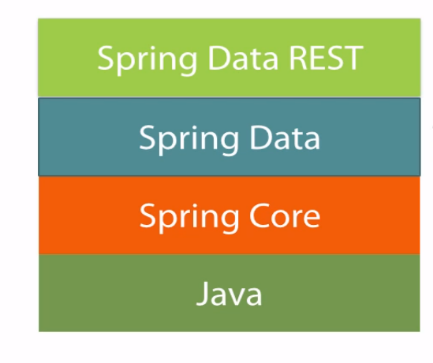 Spring Data REST
Spring Data
Spring Core
Java